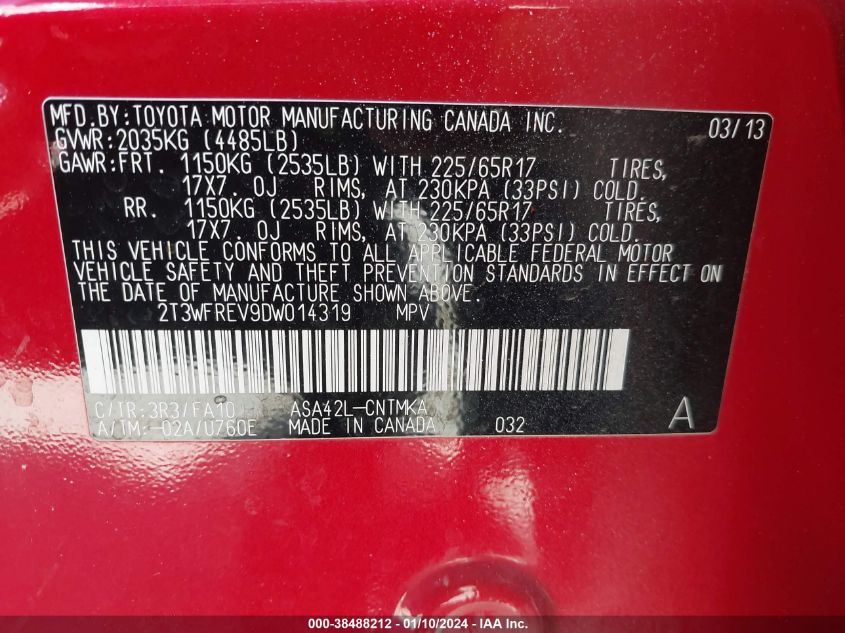 MFD.BY:TOYOTA MOTOR MANUFACTURING CANADA INC. 03/13
GVWR:2035KG (4485LB)
GAWR:FRT. 1150KG (2535LB) WITH 225/65R17 TIRES,
17X7.0J RIMS, AT 230KPA (33PSI) COLD.
RR. 1150KG (2535LB) WITH 225/65R17 TIRES,
17X7.0J RIMS, AT 230KPA (33PSI) COLD.
THIS VEHICLE CONFORMS TO ALL APPLICABLE FEDERAL MOTOR
VEHICLE SAFETY AND THEFT PREVENTION STANDARDS IN EFFECT ON
THE DATE OF MANUFACTURE SHOWN ABOVE.
2T3WFREV9DW014319 MPV
C/TR:3R3/FA10 ASA42L-CNTMKA A
A/TM:-02A/U760E MADE IN CANADA 032
000-38488212 - 01/10/2024 - IAA, Inc.